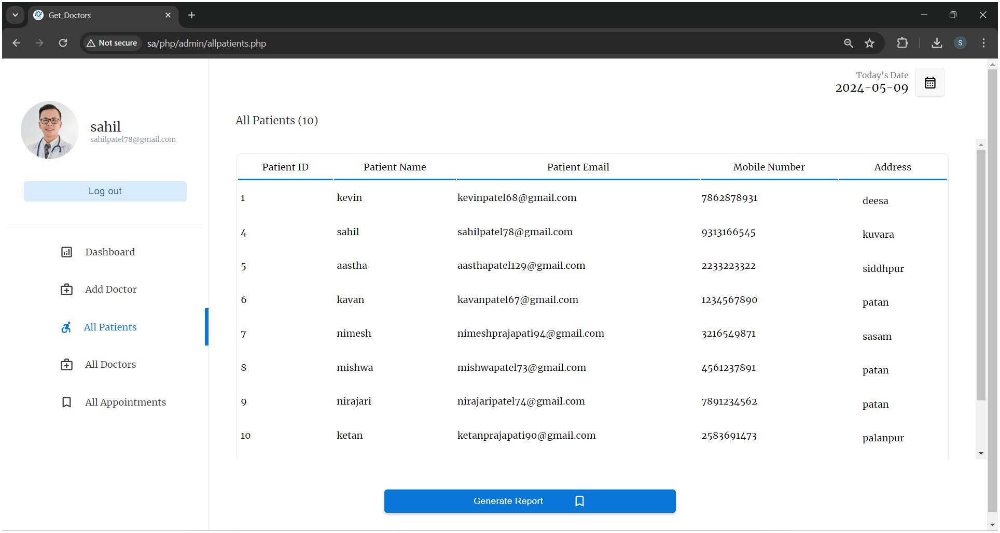 Get_Doctors
Not secure sa/php/admin/allpatients.php
S
Today's Date
2024-05-09
sahil
sahilpatel78@gmail.com
Log out
Dashboard
Add Doctor
All Patients
All Doctors
All Appointments
All Patients (10)
Patient ID Patient Name Patient Email Mobile Number Address
1 kevin kevinpatel68@gmail.com 7862878931 deesa
4 sahil sahilpatel78@gmail.com 9313166545 kuvara
5 aastha aasthapatel129@gmail.com 2233223322 siddhpur
6 kavan kavanpatel67@gmail.com 1234567890 patan
7 nimesh nimeshprajapati94@gmail.com 3216549871 sasam
8 mishwa mishwapatel73@gmail.com 4561237891 patan
9 nirajari nirajaripatel74@gmail.com 7891234562 patan
10 ketan ketanprajapati90@gmail.com 2583691473 palanpur
Generate Report